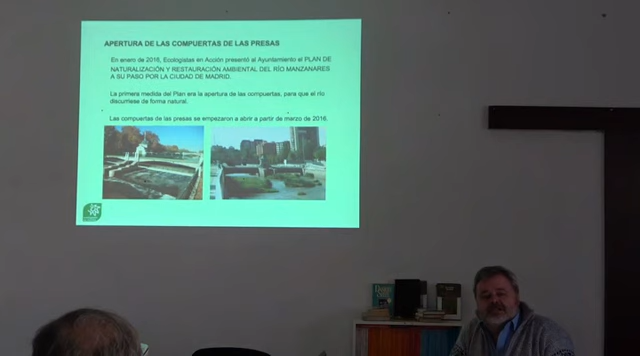 APERTURA DE LAS COMPUERTAS DE LAS PRESAS
En enero de 2016, Ecologistas en Acción presentó al Ayuntamiento el PLAN DE
NATURALIZACIÓN Y RESTAURACIÓN AMBIENTAL DEL RÍO MANZANARES
A SU PASO POR LA CIUDAD DE MADRID.
La primera medida del Plan era la apertura de las compuertas, para que el río
discurriese de forma natural.
Las compuertas de las presas se empezaron a abrir a partir de marzo de 2016.